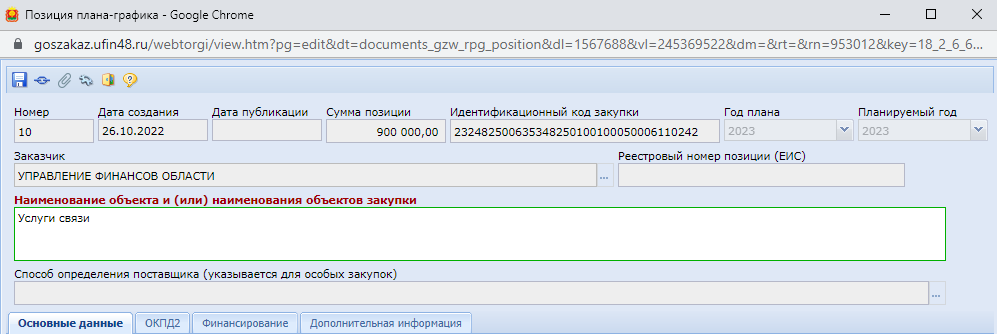 Позиция плана-графика - Google Chrome
goszakaz.ufin48.ru/webtorgi/view.htm?pg=edit&dt=documents_gzw_rpg_position&dl=1567688&vl=245369522&dm=&rt=&rn=953012&key=18_2_6_6...
Номер Дата создания Дата публикации Сумма позиции Идентификационный код закупки Год плана Планируемый год
10 26.10.2022 900 000,00 232482500635348250100100050006110242 2023 2023
Заказчик Реестровый номер позиции (ЕИС)
УПРАВЛЕНИЕ ФИНАНСОВ ОБЛАСТИ ...
Наименование объекта и (или) наименования объектов закупки
Услуги связи
Способ определения поставщика (указывается для особых закупок)
...
Основные данные ОКПД2 Финансирование Дополнительная информация